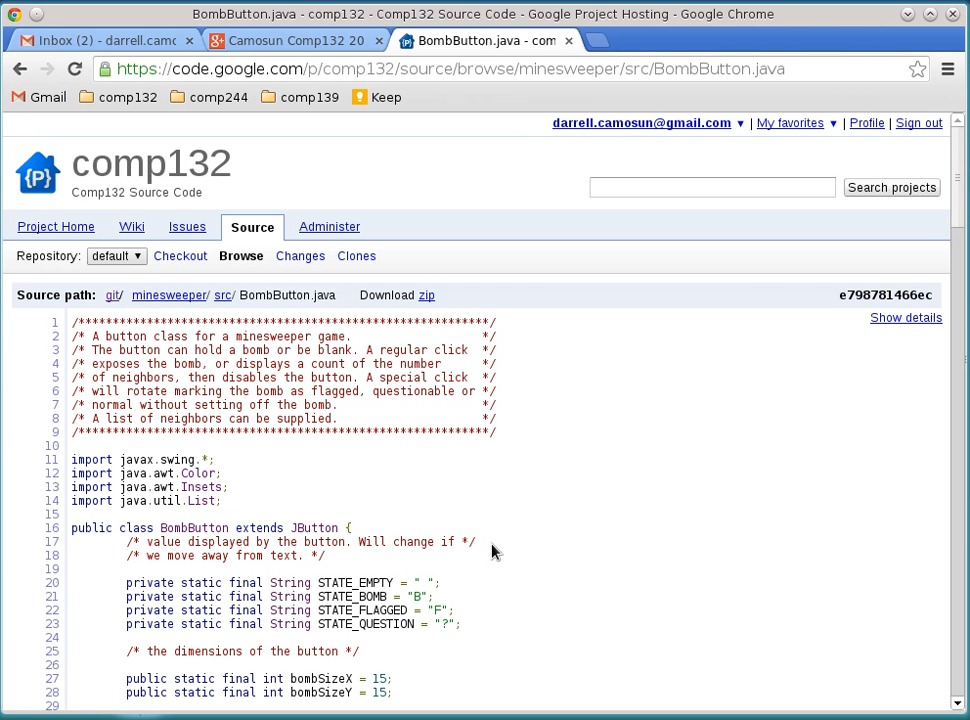 BombButton.java - comp132 - Comp132 Source Code - Google Project Hosting - Google Chrome
Inbox (2) - darrell.camo
Camosun Comp132 20
BombButton.java - com
https://code.google.com/p/comp132/source/browse/minesweeper/src/BombButton.java
Gmail comp132 comp244 comp139 Keep
darrell.camosun@gmail.com ▼ | My favorites ▼ | Profile | Sign out
{P}
comp132
Comp132 Source Code
Search projects
Project Home Wiki Issues Source Administer
Repository: default ▼ Checkout Browse Changes Clones
Source path: git/ minesweeper/ src/ BombButton.java Download zip e798781466ec
Show details
1 /************************************************************/
2 /* A button class for a minesweeper game. */
3 /* The button can hold a bomb or be blank. A regular click */
4 /* exposes the bomb, or displays a count of the number */
5 /* of neighbors, then disables the button. A special click */
6 /* will rotate marking the bomb as flagged, questionable or */
7 /* normal without setting off the bomb. */
8 /* A list of neighbors can be supplied. */
9 /************************************************************/
10
11 import javax.swing.*;
12 import java.awt.Color;
13 import java.awt.Insets;
14 import java.util.List;
15
16 public class BombButton extends JButton {
17 /* value displayed by the button. Will change if */
18 /* we move away from text. */
19
20 private static final String STATE_EMPTY = " ";
21 private static final String STATE_BOMB = "B";
22 private static final String STATE_FLAGGED = "F";
23 private static final String STATE_QUESTION = "?";
24
25 /* the dimensions of the button */
26
27 public static final int bombSizeX = 15;
28 public static final int bombSizeY = 15;
29